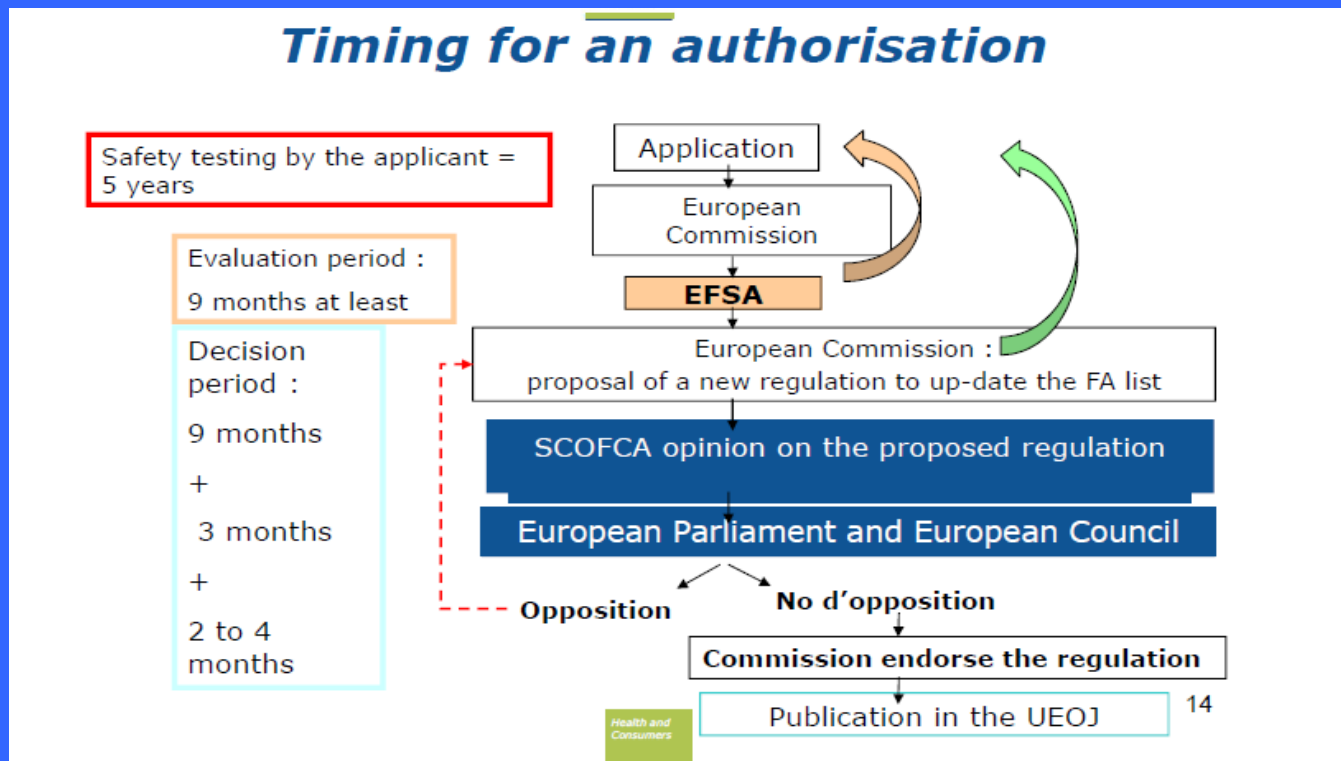 Timing for an authorisation
Safety testing by the applicant =
5 years
Evaluation period :
9 months at least
Decision
period :
9 months
+
3 months
+
2 to 4
months
Application
European
Commission
EFSA
European Commission :
proposal of a new regulation to up-date the FA list
SCOFCA opinion on the proposed regulation
European Parliament and European Council
Opposition
No d’opposition
Commission endorse the regulation
Publication in the UEOJ
14
Health and
Consumers